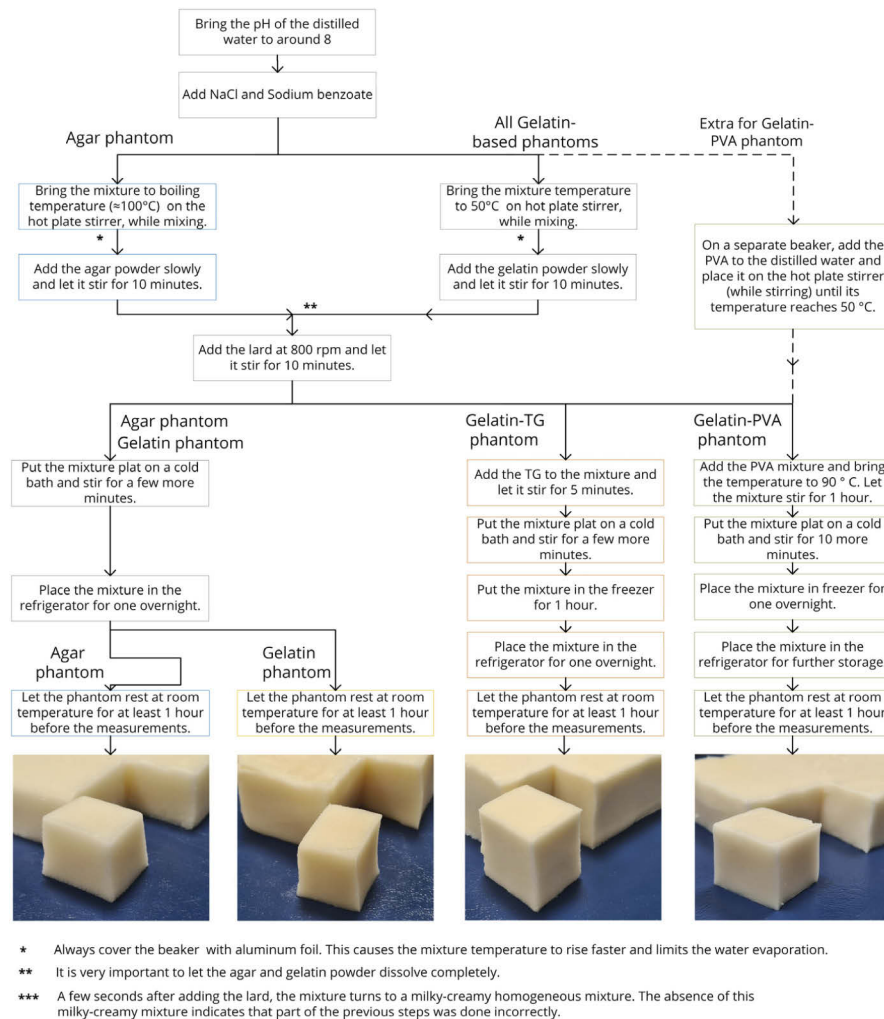 Bring the pH of the distilled
water to around 8
Add NaCl and Sodium benzoate
Agar phantom
All Gelatin-
based phantoms
Extra for Gelatin-
PVA phantom
Bring the mixture to boiling
temperature (≈100°C) on the
hot plate stirrer, while mixing.
Bring the mixture temperature
to 50°C on hot plate stirrer,
while mixing.
On a separate beaker, add the
PVA to the distilled water and
place it on the hot plate stirrer
(while stirring) until its
temperature reaches 50 °C.
*
*
Add the agar powder slowly
and let it stir for 10 minutes.
Add the gelatin powder slowly
and let it stir for 10 minutes.
**
Add the lard at 800 rpm and let
it stir for 10 minutes.
Agar phantom
Gelatin phantom
Gelatin-TG
phantom
Gelatin-PVA
phantom
Put the mixture plat on a cold
bath and stir for a few more
minutes.
Add the TG to the mixture and
let it stir for 5 minutes.
Add the PVA mixture and bring
the temperature to 90 ° C. Let
the mixture stir for 1 hour.
Put the mixture plat on a cold
bath and stir for a few more
minutes.
Put the mixture plat on a cold
bath and stir for 10 more
minutes.
Place the mixture in the
refrigerator for one overnight.
Put the mixture in the freezer
for 1 hour.
Place the mixture in freezer for
one overnight.
Place the mixture in the
refrigerator for one overnight.
Place the mixture in the
refrigerator for further storage
Agar
phantom
Gelatin
phantom
Let the phantom rest at room
temperature for at least 1 hour
before the measurements.
Let the phantom rest at room
temperature for at least 1 hour
before the measurements.
Let the phantom rest at room
temperature for at least 1 hour
before the measurements.
Let the phantom rest at room
temperature for at least 1 hour
before the measurements.
* Always cover the beaker with aluminum foil. This causes the mixture temperature to rise faster and limits the water evaporation.
** It is very important to let the agar and gelatin powder dissolve completely.
*** A few seconds after adding the lard, the mixture turns to a milky-creamy homogeneous mixture. The absence of this
milky-creamy mixture indicates that part of the previous steps was done incorrectly.